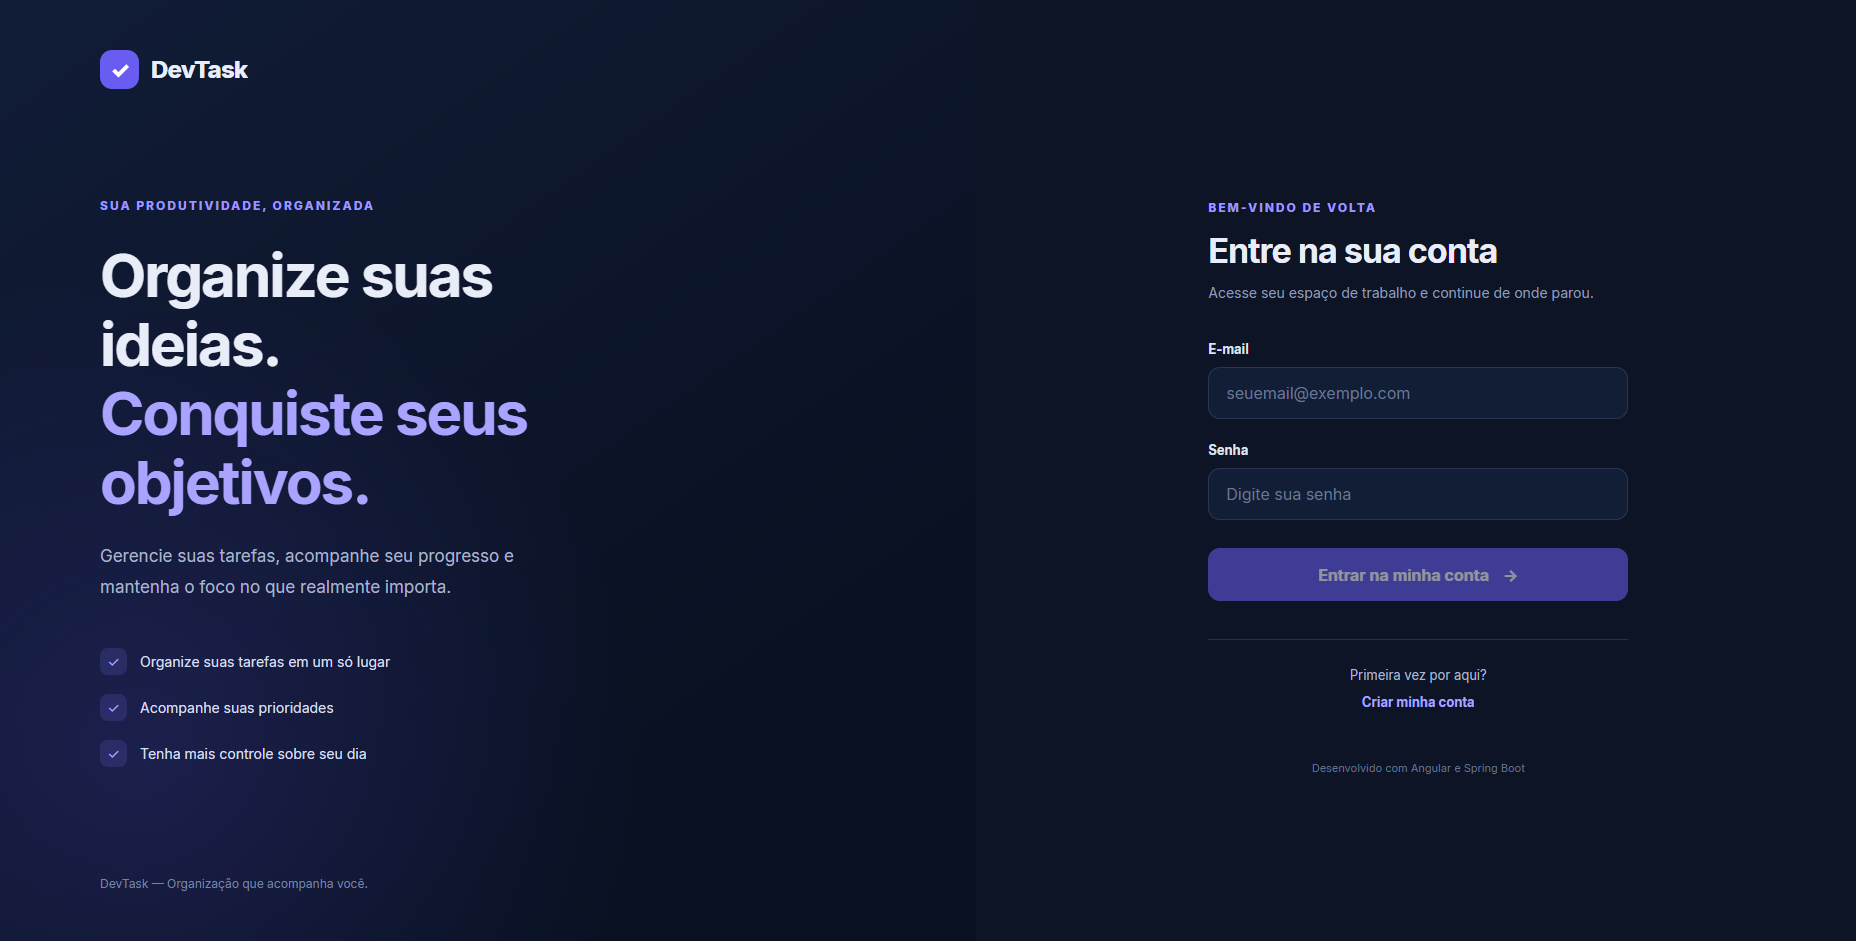 DevTask
SUA PRODUTIVIDADE, ORGANIZADA
Organize suas
ideias.
Conquiste seus
objetivos.
Gerencie suas tarefas, acompanhe seu progresso e
mantenha o foco no que realmente importa.
Organize suas tarefas em um só lugar
Acompanhe suas prioridades
Tenha mais controle sobre seu dia
DevTask — Organização que acompanha você.
BEM-VINDO DE VOLTA
Entre na sua conta
Acesse seu espaço de trabalho e continue de onde parou.
E-mail
seuemail@exemplo.com
Senha
Digite sua senha
Entrar na minha conta →
Primeira vez por aqui?
Criar minha conta
Desenvolvido com Angular e Spring Boot